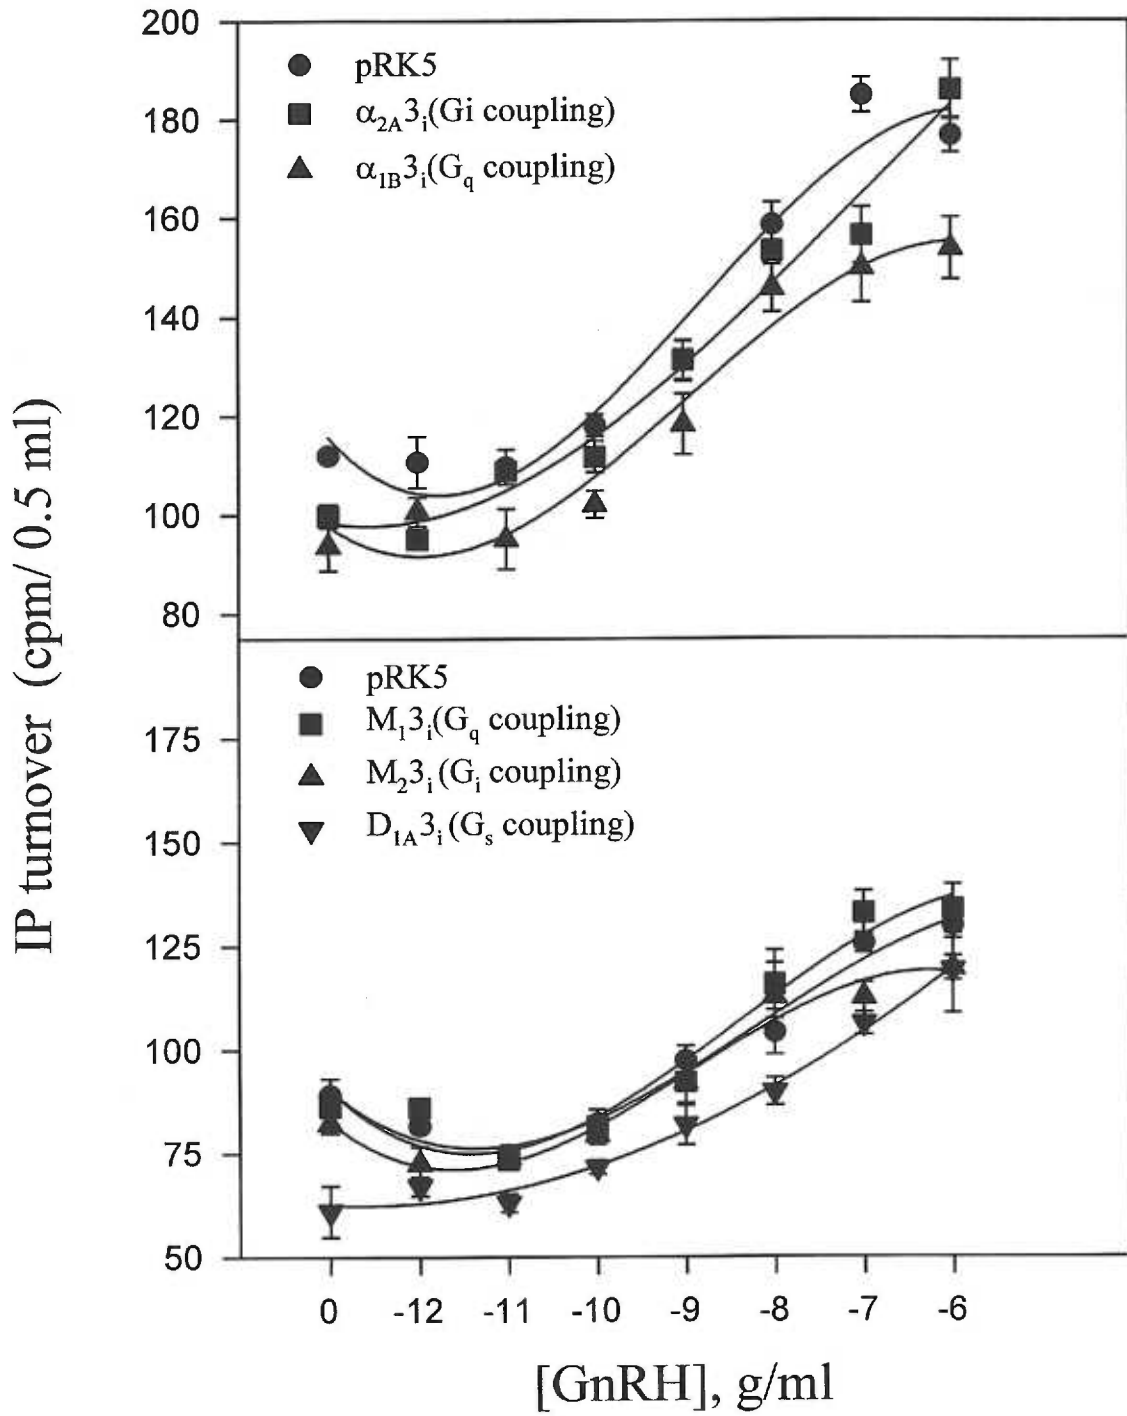 200
180
160
140
120
100
80
pRK5
α₂A3ᵢ(Gi coupling)
α₁B3ᵢ(Gq coupling)
IP turnover (cpm/ 0.5 ml)
175
150
125
100
75
50
pRK5
M₁3ᵢ(Gq coupling)
M₂3ᵢ(Gᵢ coupling)
D₁A3ᵢ(Gₛ coupling)
0 -12 -11 -10 -9 -8 -7 -6
[GnRH], g/ml